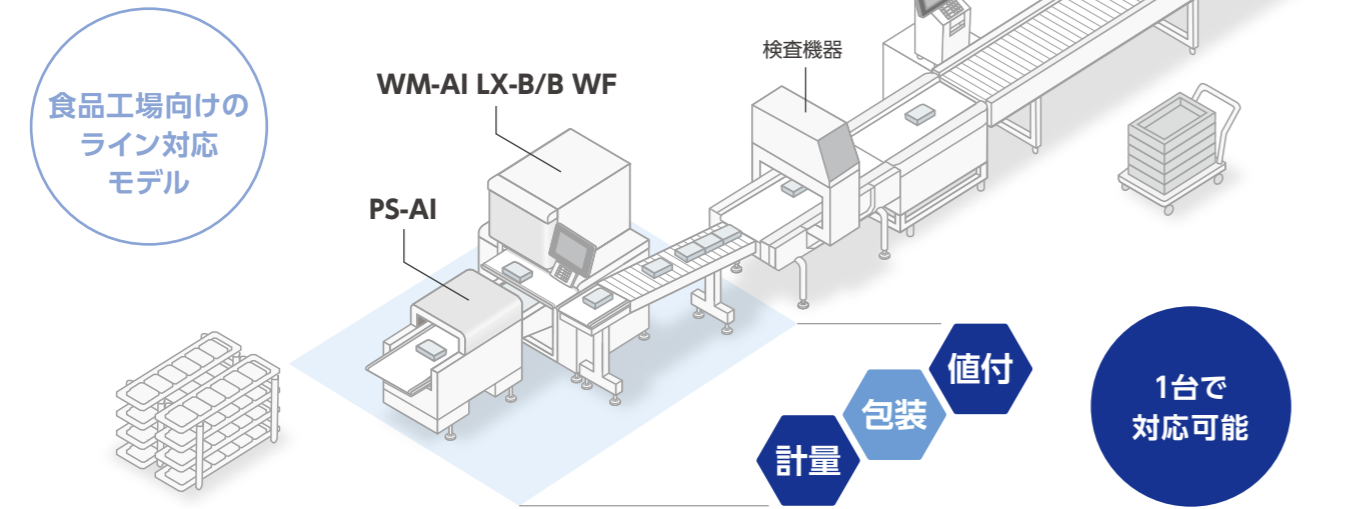 食品工場向けの
ライン対応
モデル
WM-AI LX-B/B WF
PS-AI
検査機器
計量
包装
値付
1台で
対応可能